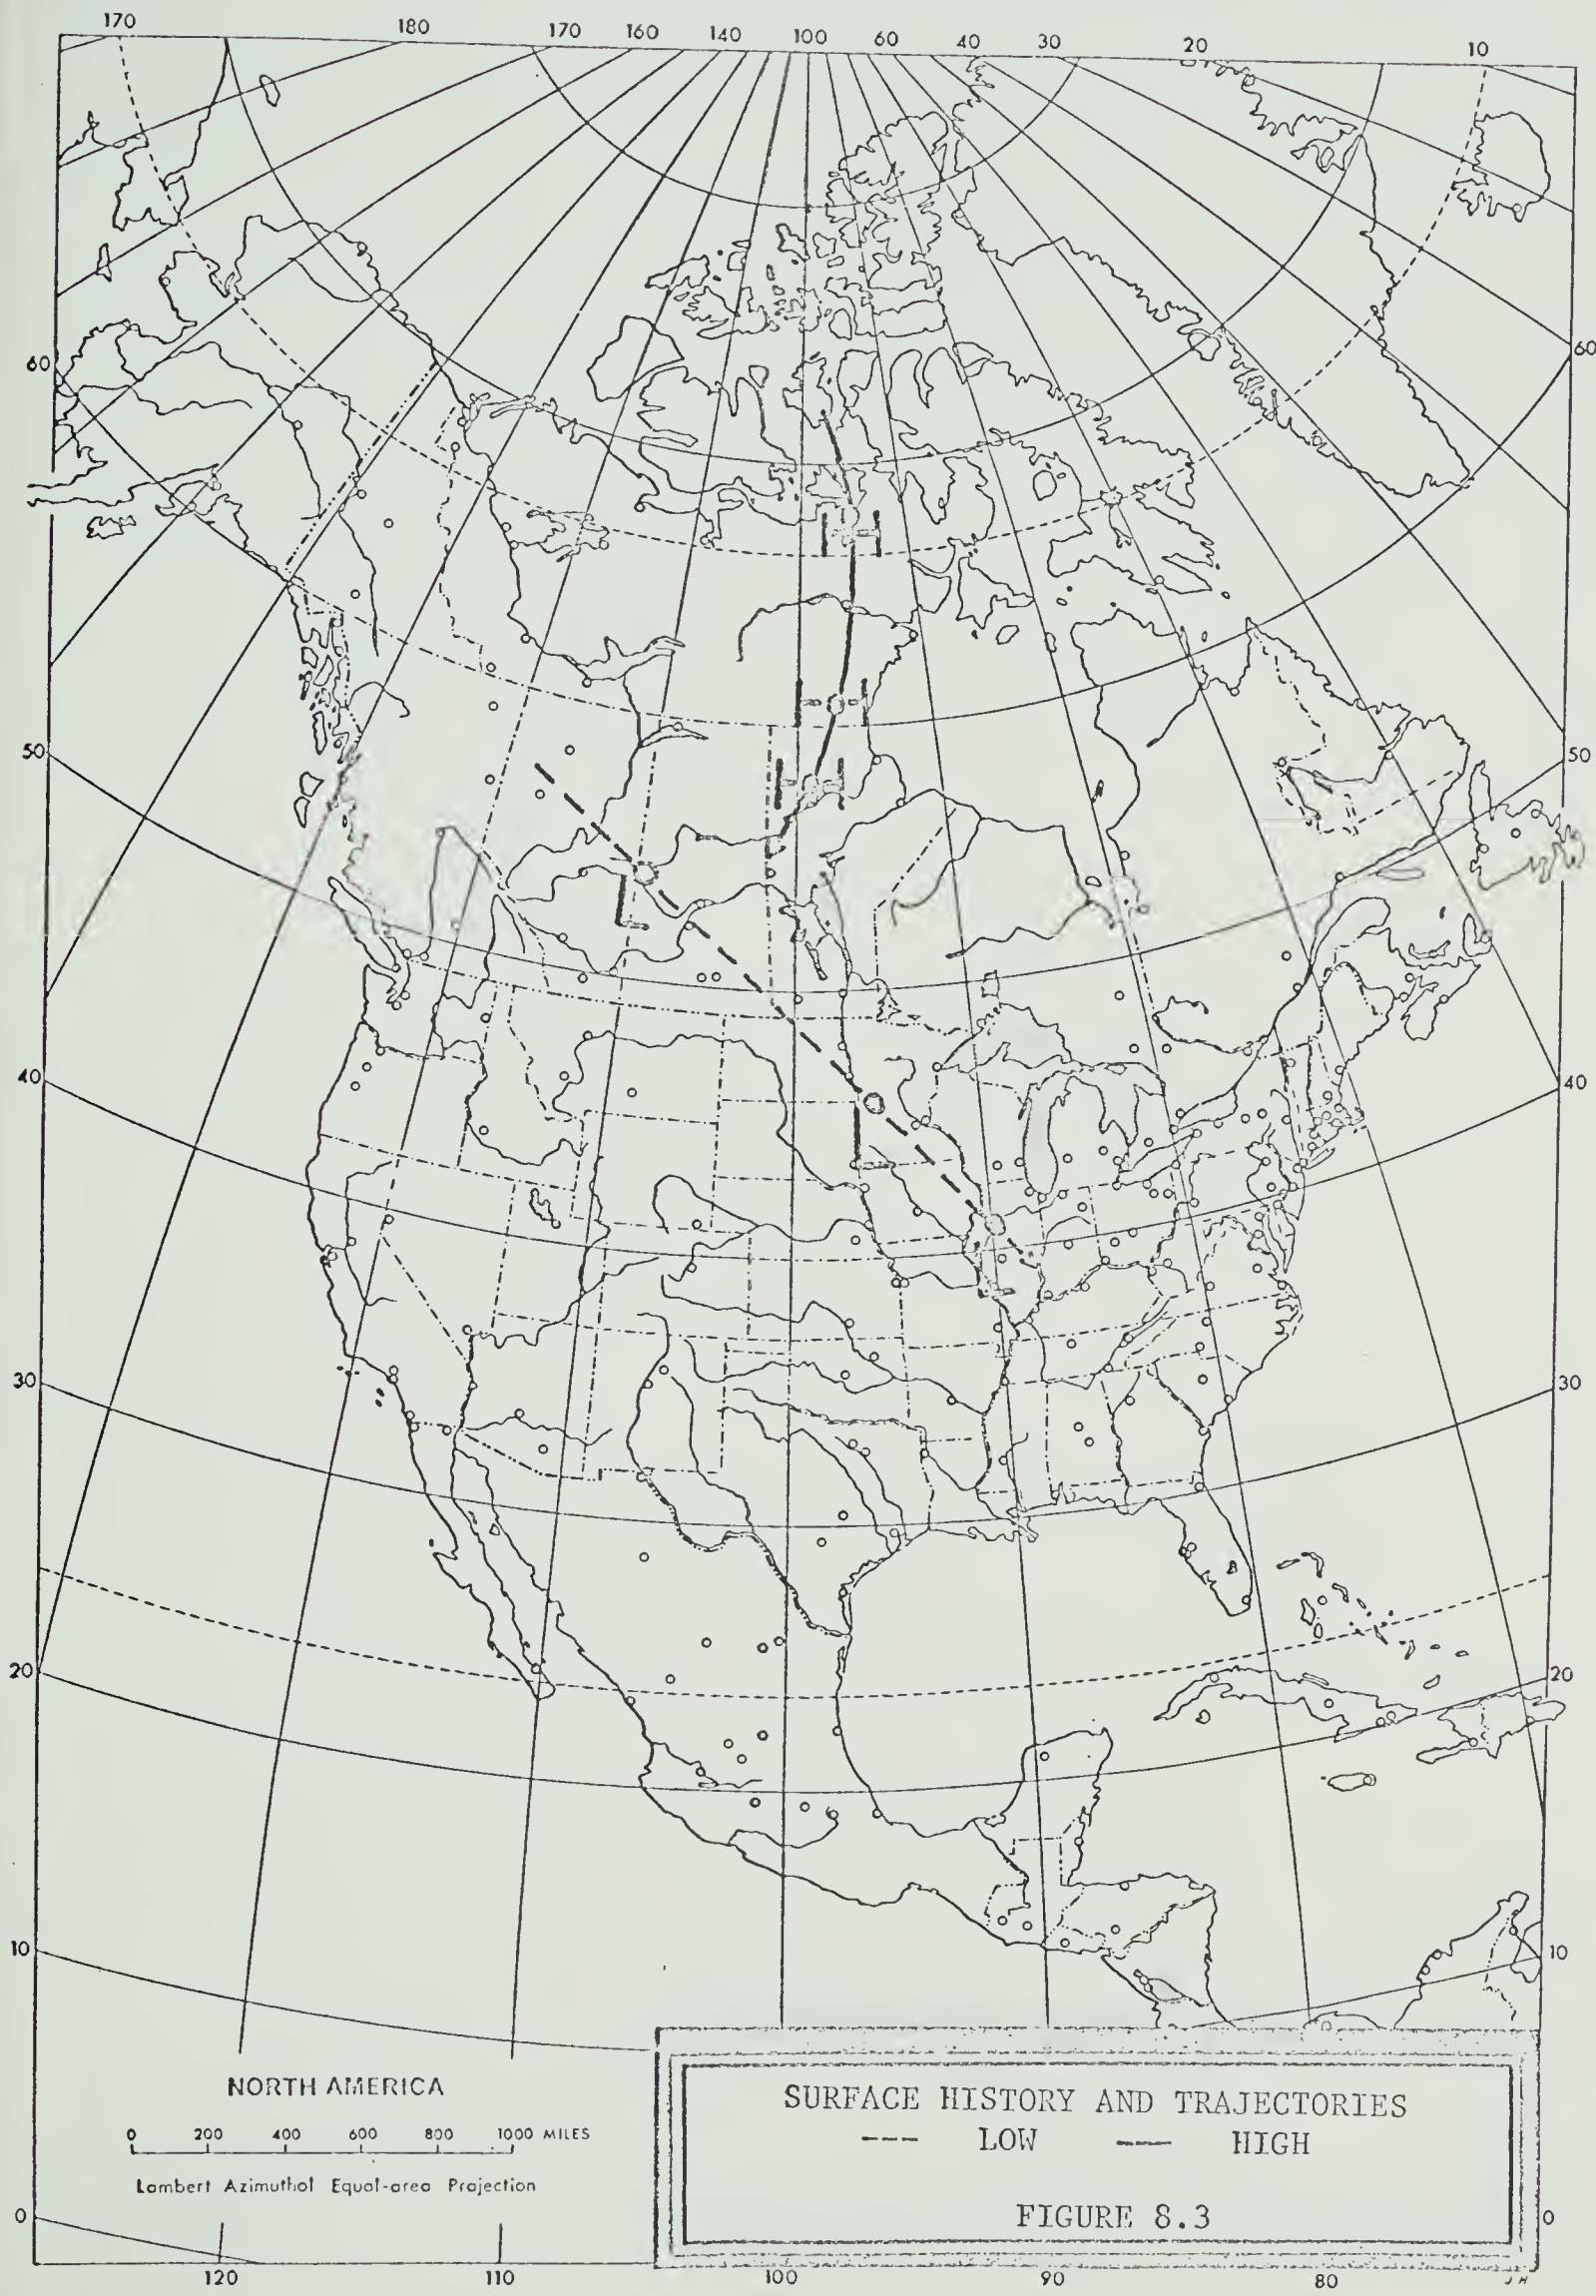 170 180 170 160 140 100 60 40 30 20 10
60 60
50 50
40 40
30 30
20 20
10 10
0 0
H
H
H
L
L
L
NORTH AMERICA
0 200 400 600 800 1000 MILES
Lambert Azimuthal Equal-area Projection
SURFACE HISTORY AND TRAJECTORIES
--- LOW — HIGH
FIGURE 8.3
120 110 100 90 80 J H